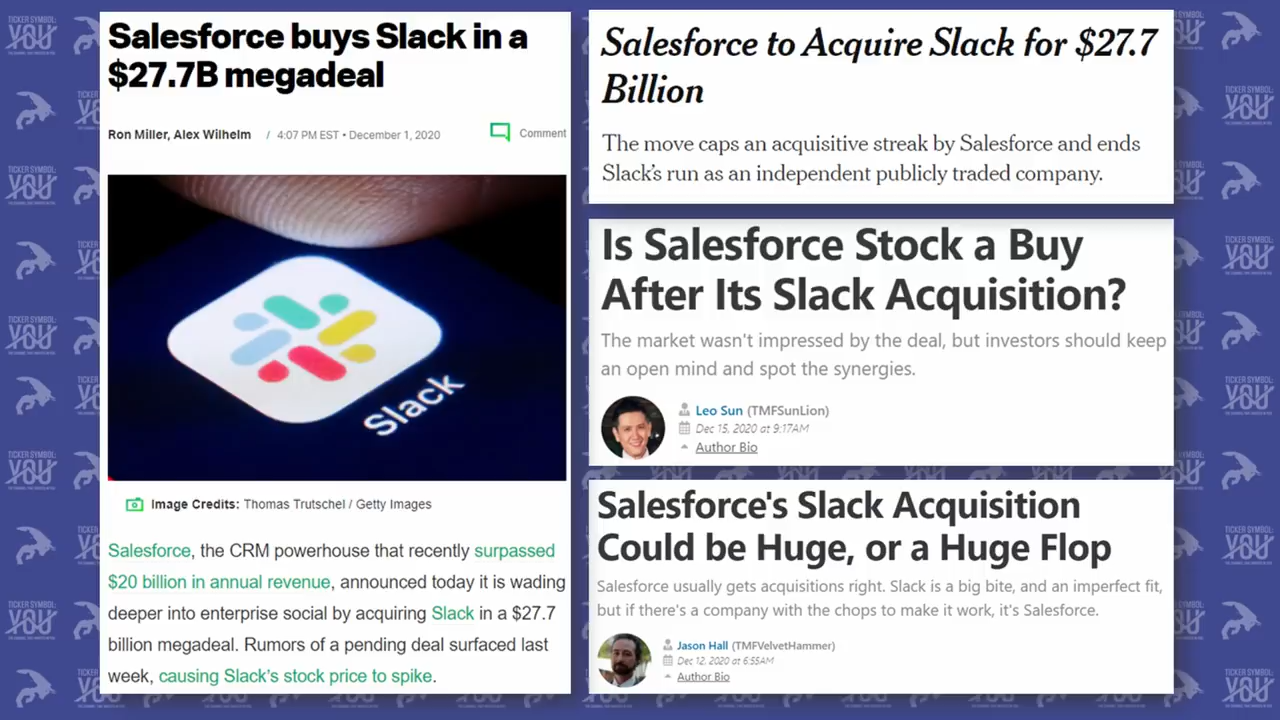 Salesforce buys Slack in a
$27.7B megadeal
Ron Miller, Alex Wilhelm / 4:07 PM EST • December 1, 2020
Comment
Slack
Image Credits: Thomas Trutschel / Getty Images
Salesforce, the CRM powerhouse that recently surpassed
$20 billion in annual revenue, announced today it is wading
deeper into enterprise social by acquiring Slack in a $27.7
billion megadeal. Rumors of a pending deal surfaced last
week, causing Slack's stock price to spike.
Salesforce to Acquire Slack for $27.7
Billion
The move caps an acquisitive streak by Salesforce and ends
Slack's run as an independent publicly traded company.
Is Salesforce Stock a Buy
After Its Slack Acquisition?
The market wasn't impressed by the deal, but investors should keep
an open mind and spot the synergies.
Leo Sun (TMFSunLion)
Dec 15, 2020 at 9:17AM
Author Bio
Salesforce's Slack Acquisition
Could be Huge, or a Huge Flop
Salesforce usually gets acquisitions right. Slack is a big bite, and an imperfect fit,
but if there's a company with the chops to make it work, it's Salesforce.
Jason Hall (TMFVelvetHammer)
Dec 12, 2020 at 6:55AM
Author Bio
TICKER SYMBOL:
YOU